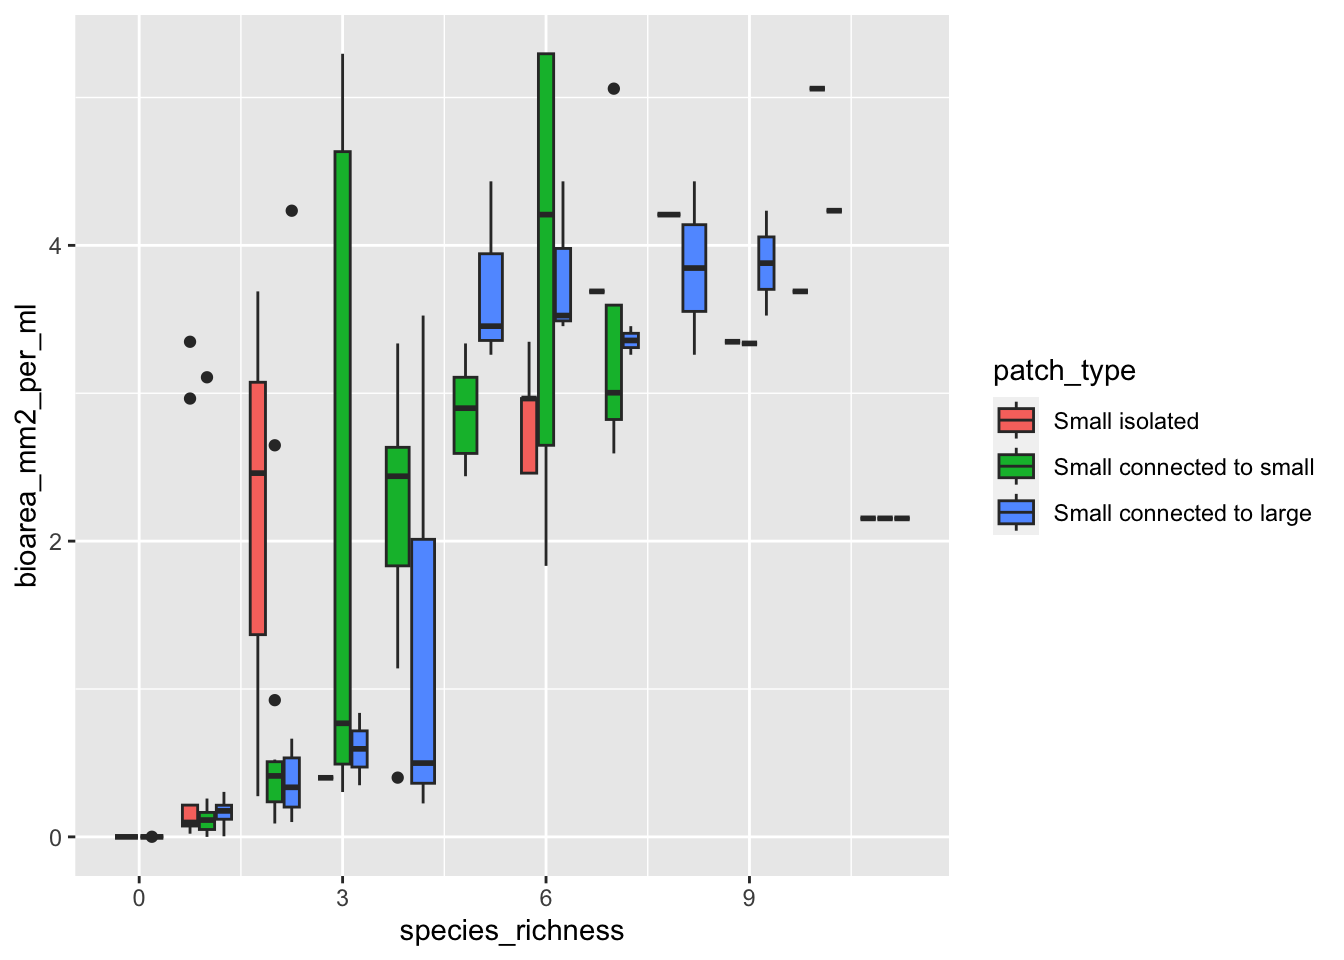 bioarea_mm2_per_ml
4
2
0
0 3 6 9
species_richness
patch_type
Small isolated
Small connected to small
Small connected to large